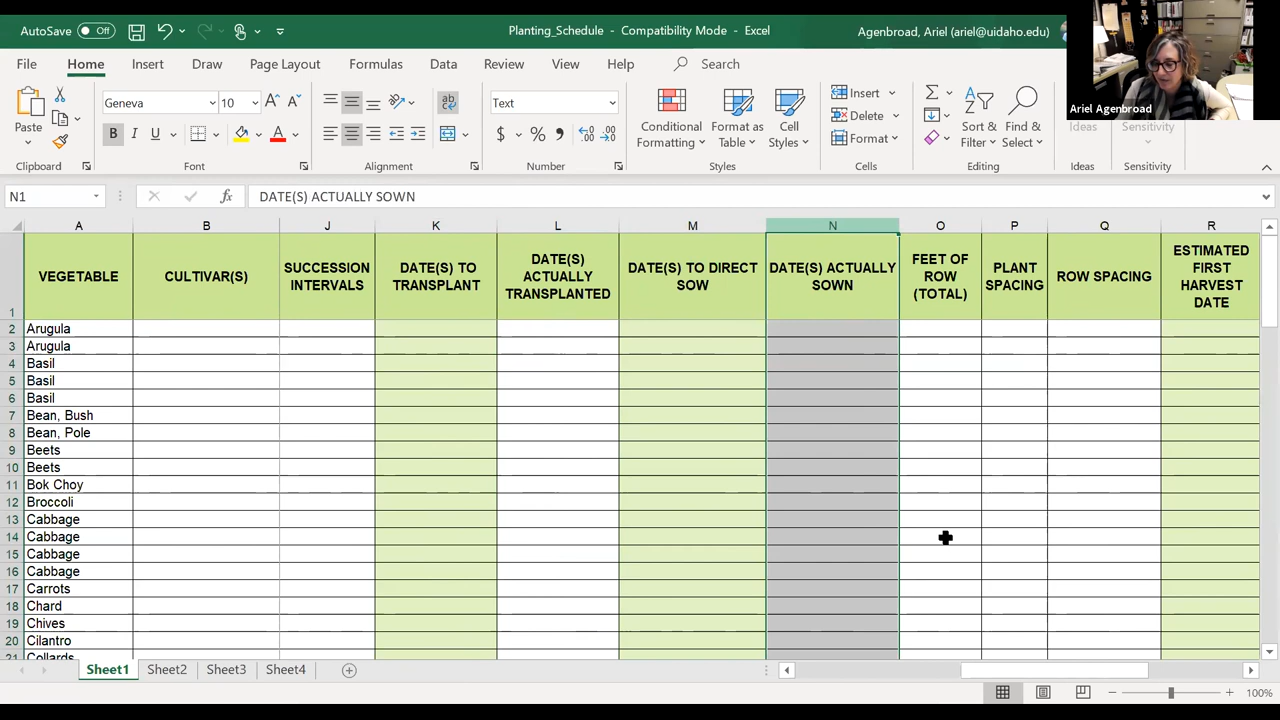 AutoSave Off
Planting_Schedule - Compatibility Mode - Excel
Agenbroad, Ariel (ariel@uidaho.edu)
Ariel Agenbroad
File Home Insert Draw Page Layout Formulas Data Review View Help Search
Paste
Geneva 10
B I U
Text
$ % 9
Conditional Formatting
Format as Table
Cell Styles
Insert
Delete
Format
Sort & Filter
Find & Select
Ideas
Sensitivity
Clipboard Font Alignment Number Styles Cells Editing Ideas Sensitivity
N1 fx DATE(S) ACTUALLY SOWN
A B J K L M N O P Q R
1 VEGETABLE CULTIVAR(S) SUCCESSION INTERVALS DATE(S) TO TRANSPLANT DATE(S) ACTUALLY TRANSPLANTED DATE(S) TO DIRECT SOW DATE(S) ACTUALLY SOWN FEET OF ROW (TOTAL) PLANT SPACING ROW SPACING ESTIMATED FIRST HARVEST DATE
2 Arugula
3 Arugula
4 Basil
5 Basil
6 Basil
7 Bean, Bush
8 Bean, Pole
9 Beets
10 Beets
11 Bok Choy
12 Broccoli
13 Cabbage
14 Cabbage
15 Cabbage
16 Cabbage
17 Carrots
18 Chard
19 Chives
20 Cilantro
21 Collards
Sheet1 Sheet2 Sheet3 Sheet4
100%